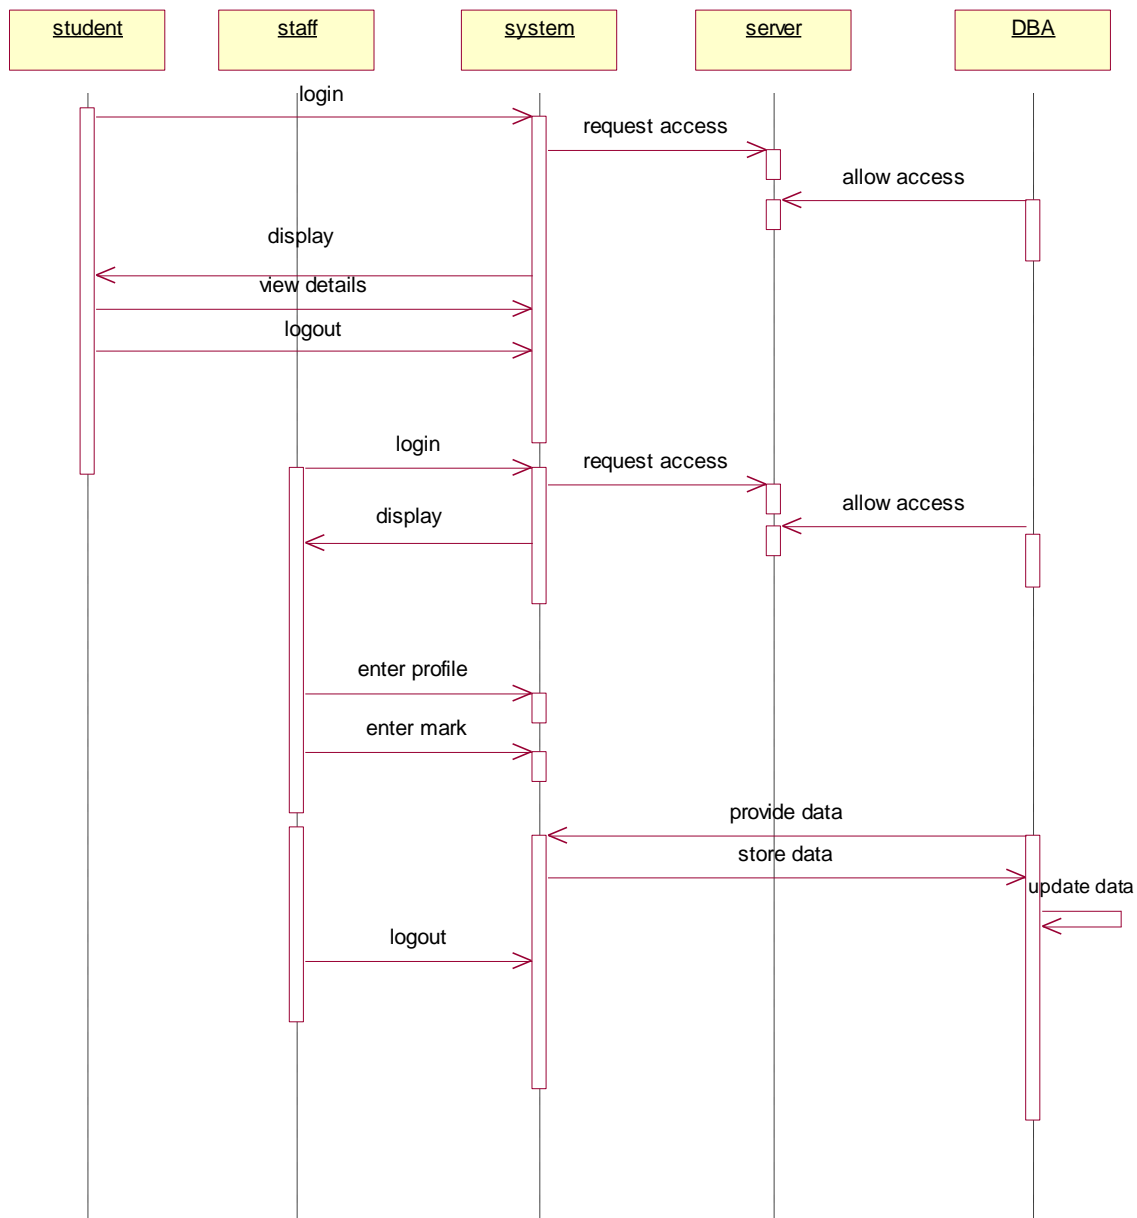 student
staff
system
server
DBA
login
request access
allow access
display
view details
logout
login
request access
allow access
display
enter profile
enter mark
provide data
store data
update data
logout